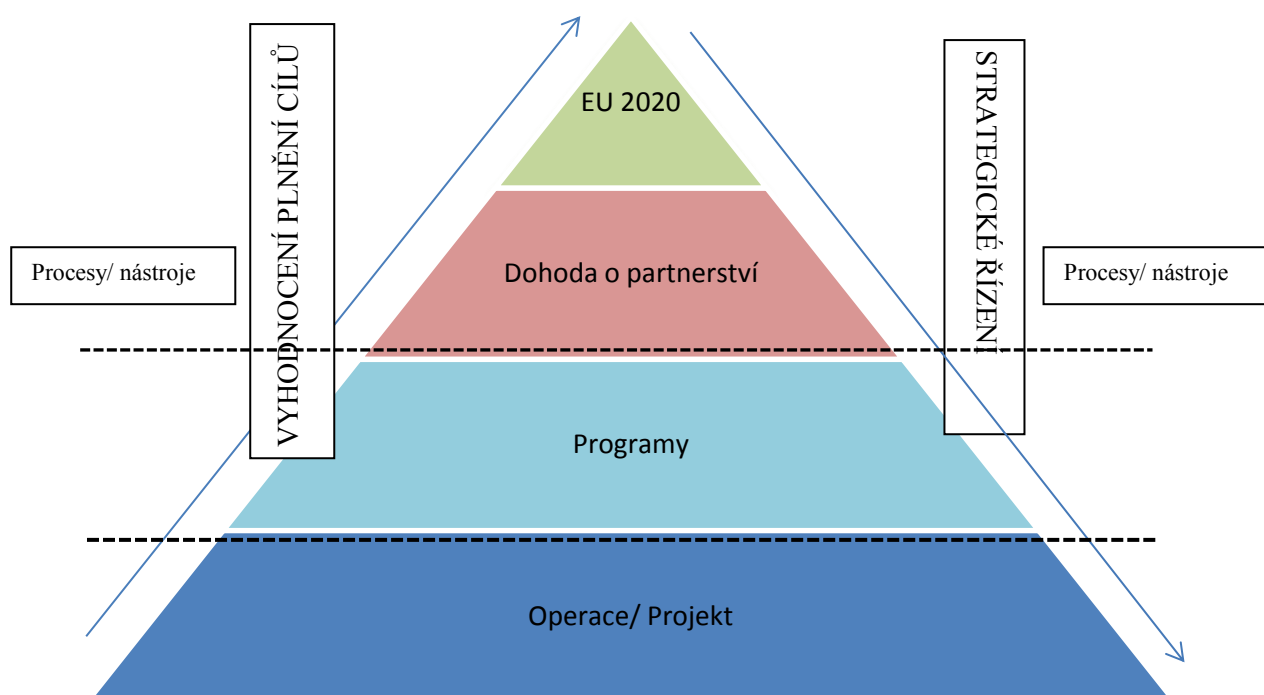 EU 2020
VYHODNOCENÍ PLNĚNÍ CÍLŮ
STRATEGICKÉ ŘÍZENÍ
Procesy/ nástroje
Dohoda o partnerství
Procesy/ nástroje
Programy
Operace/ Projekt